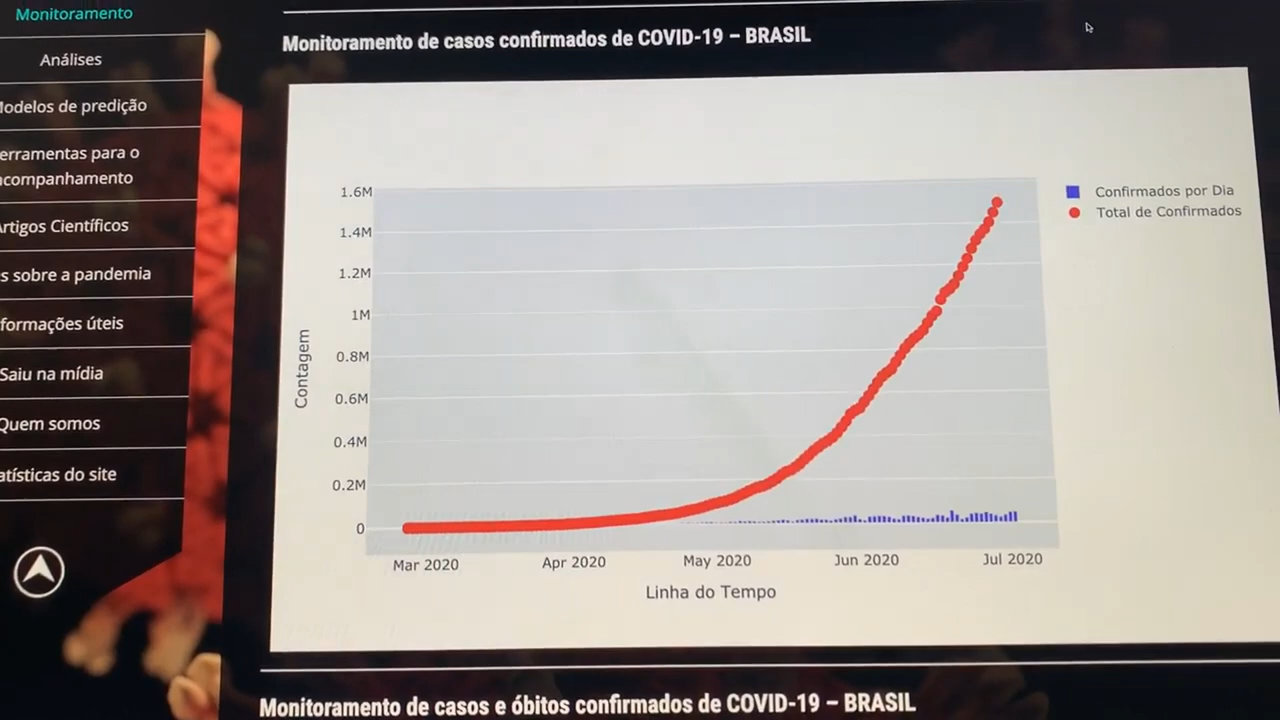 Monitoramento
Análises
Modelos de predição
erramentas para o
acompanhamento
Artigos Científicos
s sobre a pandemia
formações úteis
Saiu na mídia
Quem somos
atísticas do site
Monitoramento de casos confirmados de COVID-19 – BRASIL
1.6M
1.4M
1.2M
1M
0.8M
0.6M
0.4M
0.2M
0
Contagem
Mar 2020
Apr 2020
May 2020
Jun 2020
Jul 2020
Linha do Tempo
Confirmados por Dia
Total de Confirmados
Monitoramento de casos e óbitos confirmados de COVID-19 – BRASIL